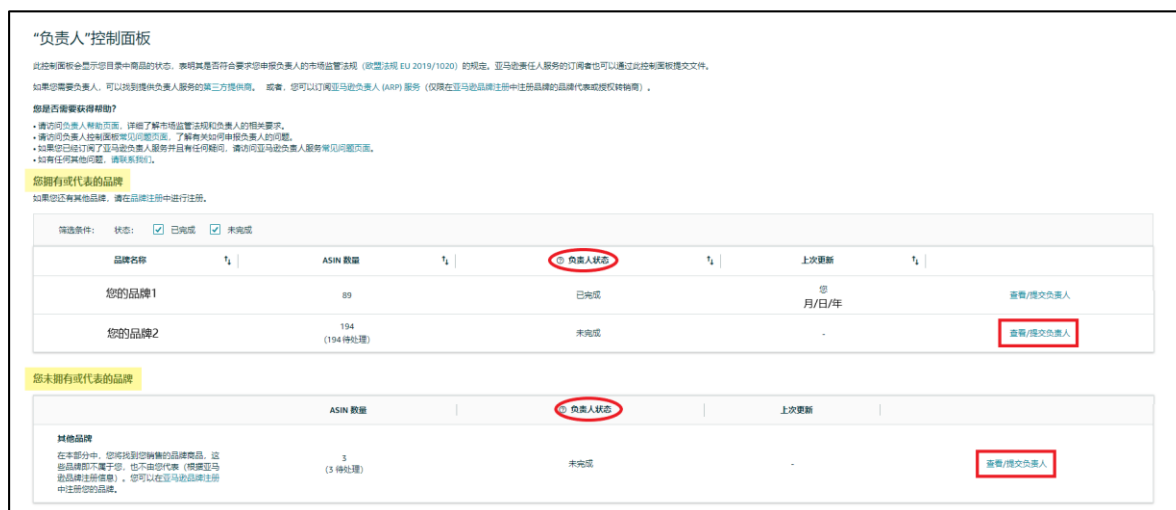 “负责人”控制面板
此控制面板会显示您目录中商品的状态，表明其是否符合要求您申报负责人的市场监管法规（欧盟法规 EU 2019/1020）的规定。亚马逊责任人服务的订阅者也可以通过此控制面板提交文件。
如果您需要负责人，可以找到提供负责人服务的第三方提供商。 或者，您可以订阅亚马逊负责人 (ARP) 服务（仅限在亚马逊品牌注册中注册品牌的品牌代表或授权转销商）。
您是否需要获得帮助？
• 请访问负责人帮助页面，详细了解市场监管法规和负责人的相关要求。
• 请访问负责人控制面板常见问题页面，了解有关如何申报负责人的问题。
• 如果您已经订阅了亚马逊负责人服务并且有任何疑问，请访问亚马逊负责人服务常见问题页面。
• 如有任何其他问题，请联系我们。
您拥有或代表的品牌
如果您还有其他品牌，请在品牌注册中进行注册。
筛选条件： 状态： 已完成 未完成
品牌名称 ASIN 数量 负责人状态 上次更新
您的品牌1 89 已完成 您 查看/提交负责人
月/日/年
您的品牌2 194 未完成 - 查看/提交负责人
(194 待处理)
您未拥有或代表的品牌
ASIN 数量 负责人状态 上次更新
其他品牌
在本部分中，您将找到您销售的品牌商品，这
些品牌即不属于您，也不由您代表（根据亚马
逊品牌注册信息）。您可以在亚马逊品牌注册
中注册您的品牌。
3
(3 待处理)
未完成
-
查看/提交负责人